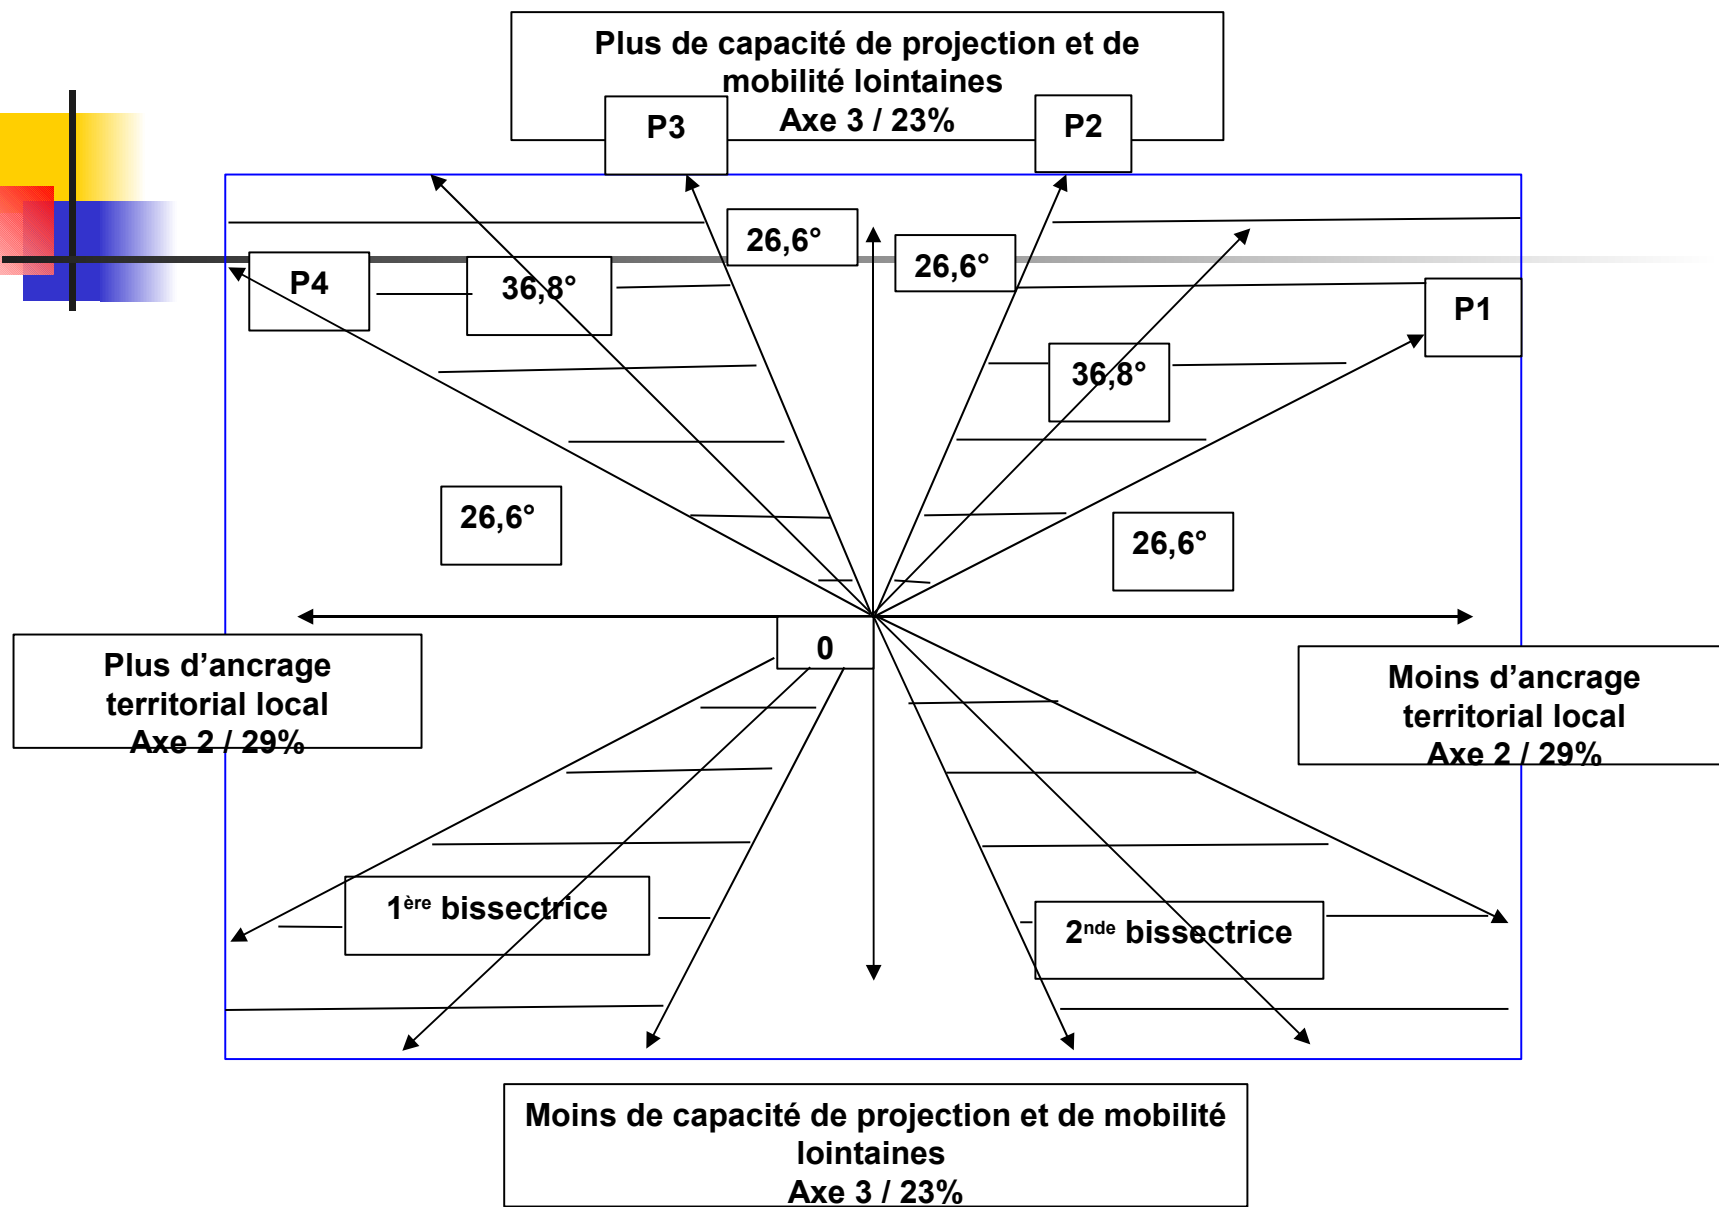 Plus de capacité de projection et de
mobilité lointaines
Axe 3 / 23%
P3
P2
26,6°
26,6°
P4
36,8°
P1
36,8°
26,6°
26,6°
0
Plus d’ancrage
territorial local
Axe 2 / 29%
Moins d’ancrage
territorial local
Axe 2 / 29%
1ère bissectrice
2nde bissectrice
Moins de capacité de projection et de mobilité
lointaines
Axe 3 / 23%